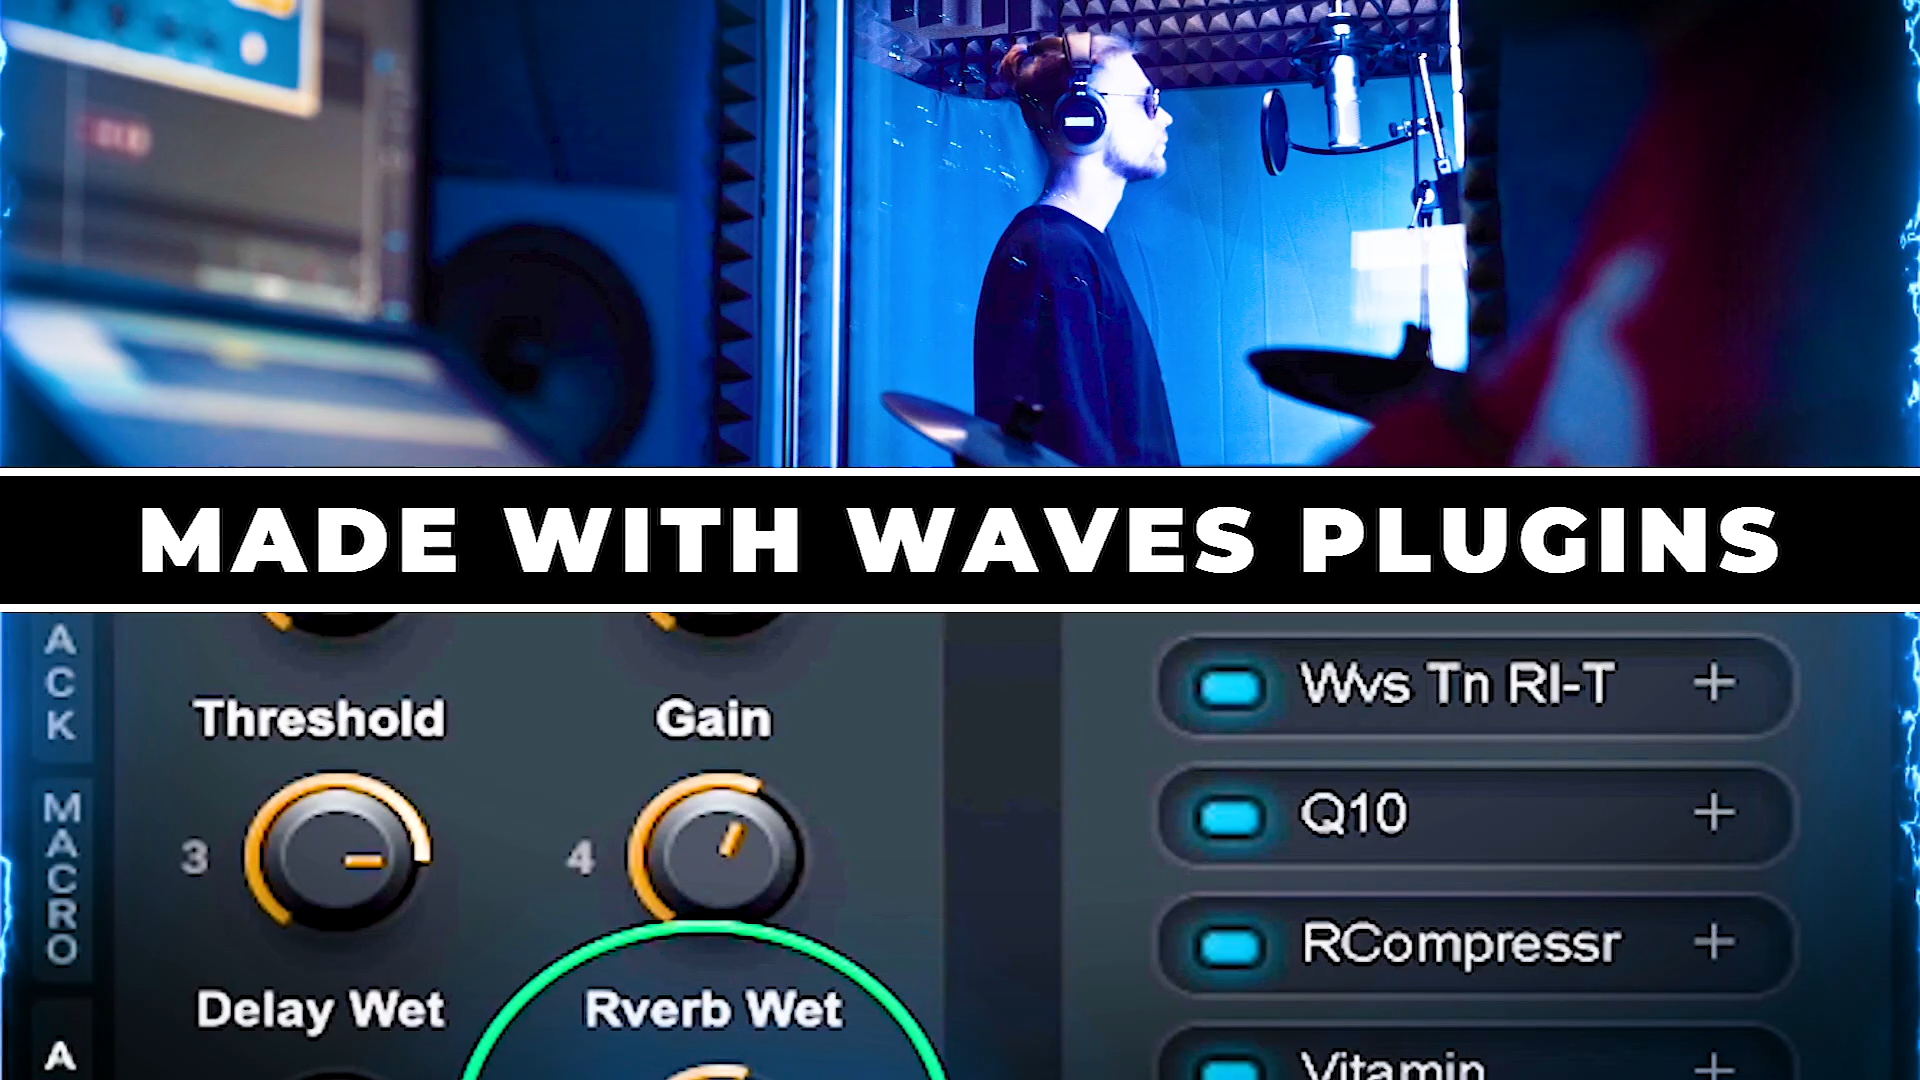 MADE WITH WAVES PLUGINS
ACK
MACRO
A
Threshold
Gain
3
4
Delay Wet
Rverb Wet
Wvs Tn RI-T +
Q10 +
RCompressr +
Vitamin +